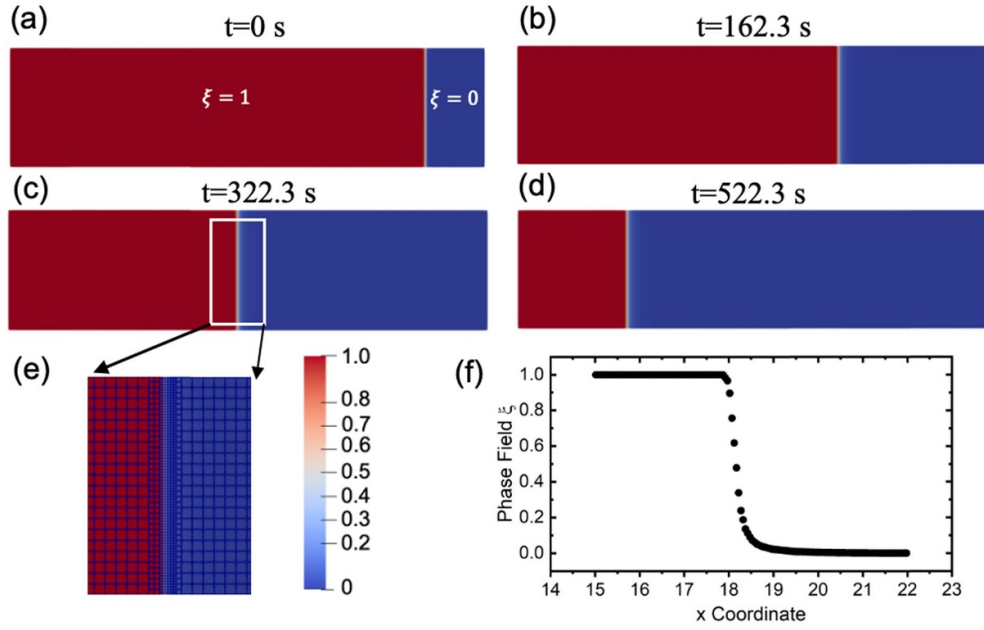 (a)
t=0 s
ξ = 1
ξ = 0
(b)
t=162.3 s
(c)
t=322.3 s
(d)
t=522.3 s
(e)
1.0
0.8
0.7
0.6
0.5
0.4
0.3
0.2
0
(f)
1.0
0.8
0.6
0.4
0.2
0.0
Phase Field ξ
14 15 16 17 18 19 20 21 22 23
x Coordinate